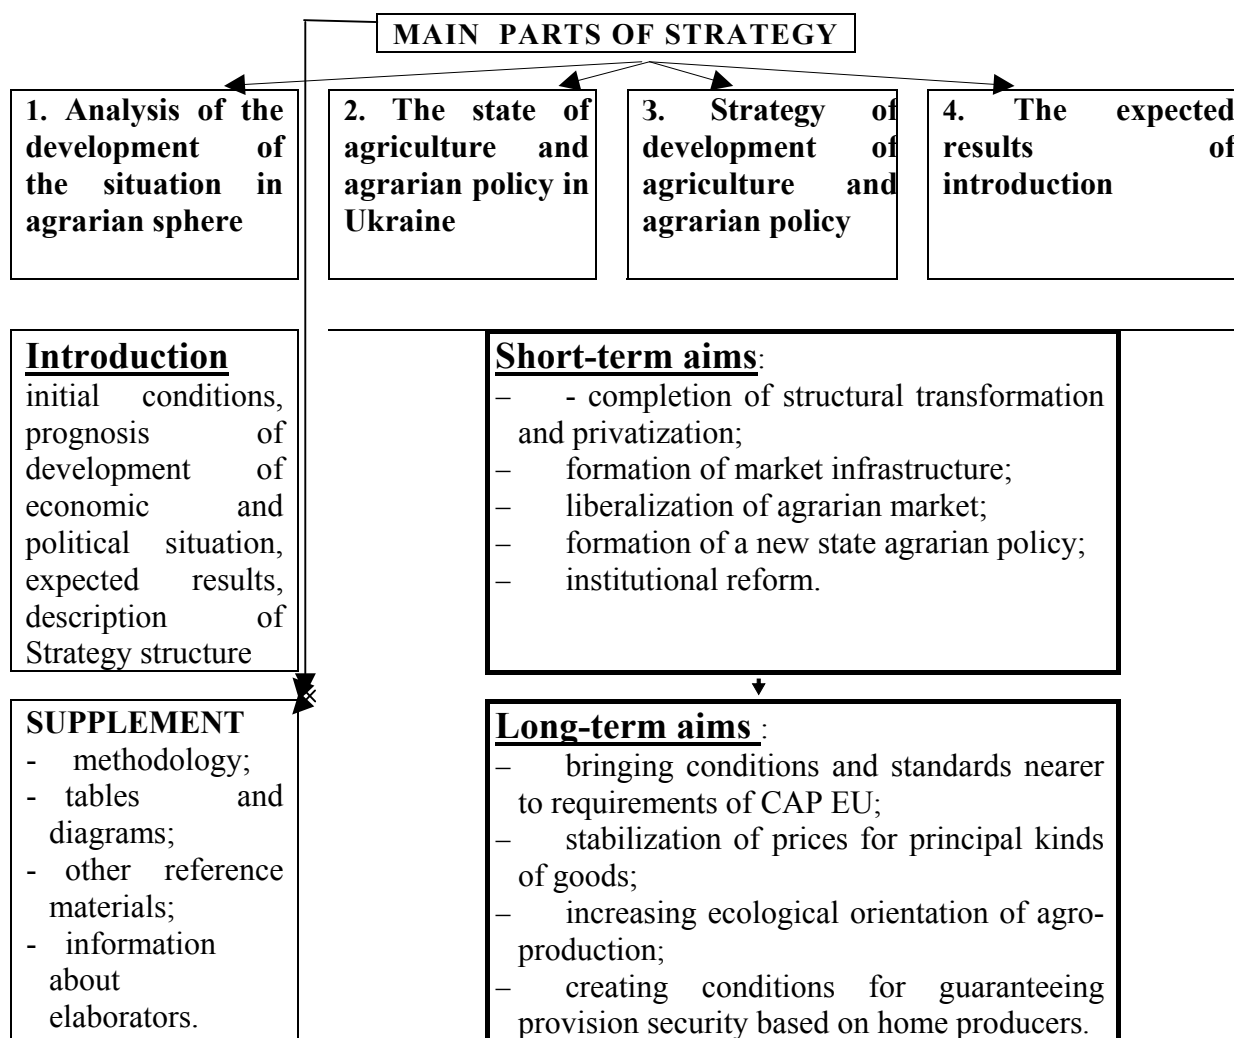 MAIN PARTS OF STRATEGY
1. Analysis of the
development of
the situation in
agrarian sphere
2. The state of
agriculture and
agrarian policy in
Ukraine
3. Strategy of
development of
agriculture and
agrarian policy
4. The expected
results of
introduction
Introduction
initial conditions,
prognosis of
development of
economic and
political situation,
expected results,
description of
Strategy structure
Short-term aims:
– - completion of structural transformation
and privatization;
– formation of market infrastructure;
– liberalization of agrarian market;
– formation of a new state agrarian policy;
– institutional reform.
SUPPLEMENT
- methodology;
- tables and
diagrams;
- other reference
materials;
- information
about
elaborators.
Long-term aims :
– bringing conditions and standards nearer
to requirements of CAP EU;
– stabilization of prices for principal kinds
of goods;
– increasing ecological orientation of agro-
production;
– creating conditions for guaranteeing
provision security based on home producers.